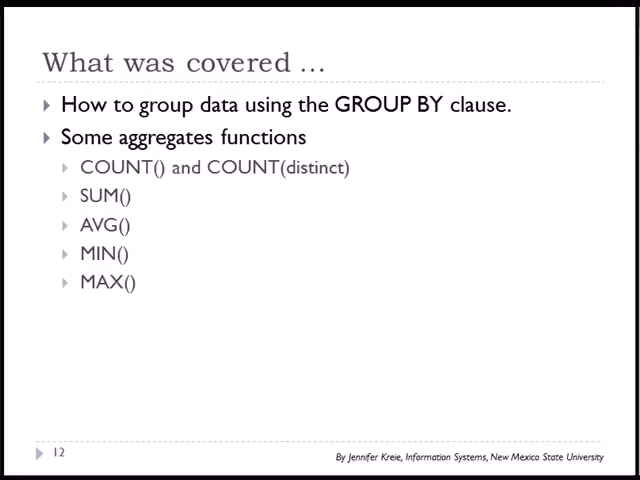 What was covered ...
How to group data using the GROUP BY clause.
Some aggregates functions
COUNT() and COUNT(distinct)
SUM()
AVG()
MIN()
MAX()
12
By Jennifer Kreie, Information Systems, New Mexico State University